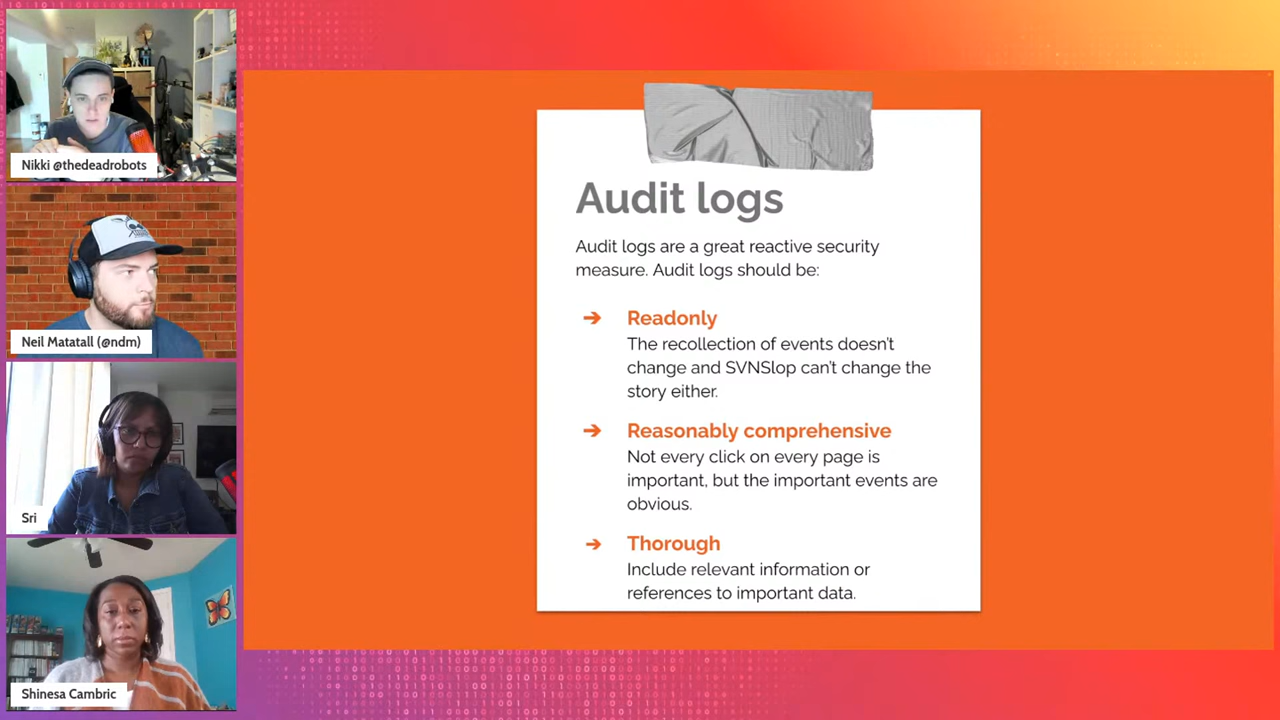 Nikki @thedeadrobots
Neil Matatall (@ndm)
Sri
Shinesa Cambric
Audit logs
Audit logs are a great reactive security
measure. Audit logs should be:
➔ Readonly
The recollection of events doesn't
change and SVNSlop can't change the
story either.
➔ Reasonably comprehensive
Not every click on every page is
important, but the important events are
obvious.
➔ Thorough
Include relevant information or
references to important data.